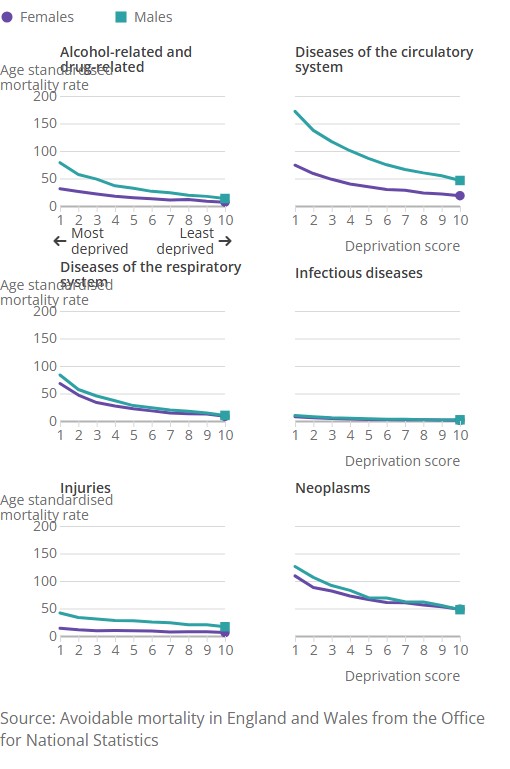 Females Males
Alcohol-related and
drug-related
Age standardised
mortality rate
200
150
100
50
0
1 2 3 4 5 6 7 8 9 10
Most
deprived
Least
deprived
Diseases of the circulatory
system
1 2 3 4 5 6 7 8 9 10
Deprivation score
Diseases of the respiratory
system
Age standardised
mortality rate
200
150
100
50
0
1 2 3 4 5 6 7 8 9 10
Infectious diseases
1 2 3 4 5 6 7 8 9 10
Deprivation score
Injuries
Age standardised
mortality rate
200
150
100
50
0
1 2 3 4 5 6 7 8 9 10
Neoplasms
1 2 3 4 5 6 7 8 9 10
Deprivation score
Source: Avoidable mortality in England and Wales from the Office
for National Statistics